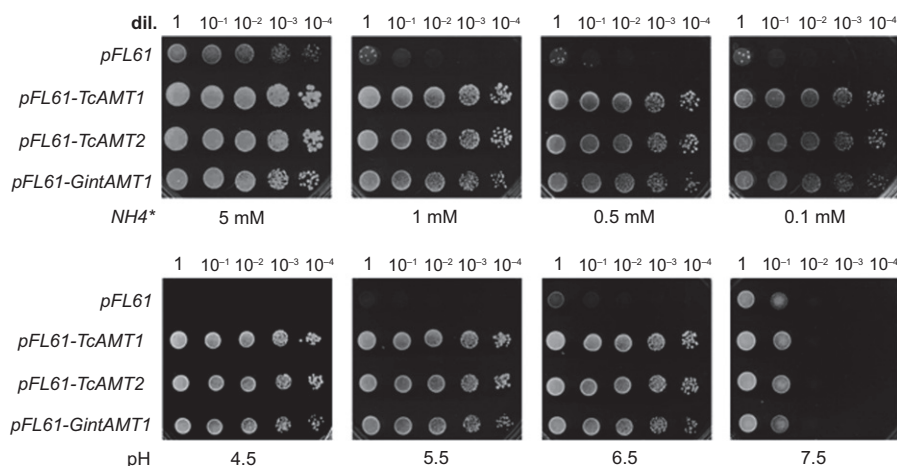 dil. 1 10⁻¹ 10⁻² 10⁻³ 10⁻⁴ 1 10⁻¹ 10⁻² 10⁻³ 10⁻⁴ 1 10⁻¹ 10⁻² 10⁻³ 10⁻⁴ 1 10⁻¹ 10⁻² 10⁻³ 10⁻⁴
pFL61
pFL61-TcAMT1
pFL61-TcAMT2
pFL61-GintAMT1
NH4* 5 mM 1 mM 0.5 mM 0.1 mM
1 10⁻¹ 10⁻² 10⁻³ 10⁻⁴ 1 10⁻¹ 10⁻² 10⁻³ 10⁻⁴ 1 10⁻¹ 10⁻² 10⁻³ 10⁻⁴ 1 10⁻¹ 10⁻² 10⁻³ 10⁻⁴
pFL61
pFL61-TcAMT1
pFL61-TcAMT2
pFL61-GintAMT1
pH 4.5 5.5 6.5 7.5